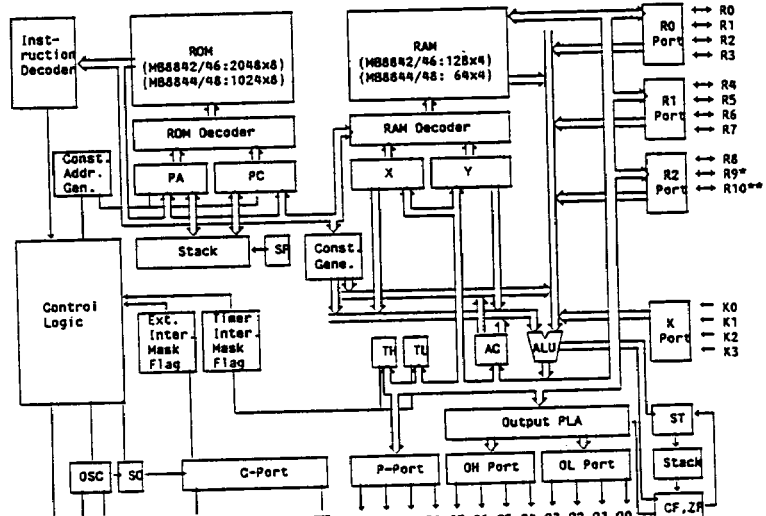 Inst-
ruction
Decoder
ROM
(MB8842/46:2048x8)
(MB8844/48:1024x8)
RAM
(MB8842/46:128x4)
(MB8844/48: 64x4)
R0
Port
R0
R1
R2
R3
ROM Decoder
RAM Decoder
R1
Port
R4
R5
R6
R7
Const.
Addr.
Gen.
PA
PC
X
Y
R2
Port
R8
R9*
R10**
Stack
SP
Const.
Gene.
Control
Logic
Ext.
Inter
Mask
Flag
Timer
Inter.
Mask
Flag
TH
TL
AC
ALU
K
Port
K0
K1
K2
K3
Output PLA
ST
OSC
P-Port
OH Port
OL Port
Stack
CF,ZF